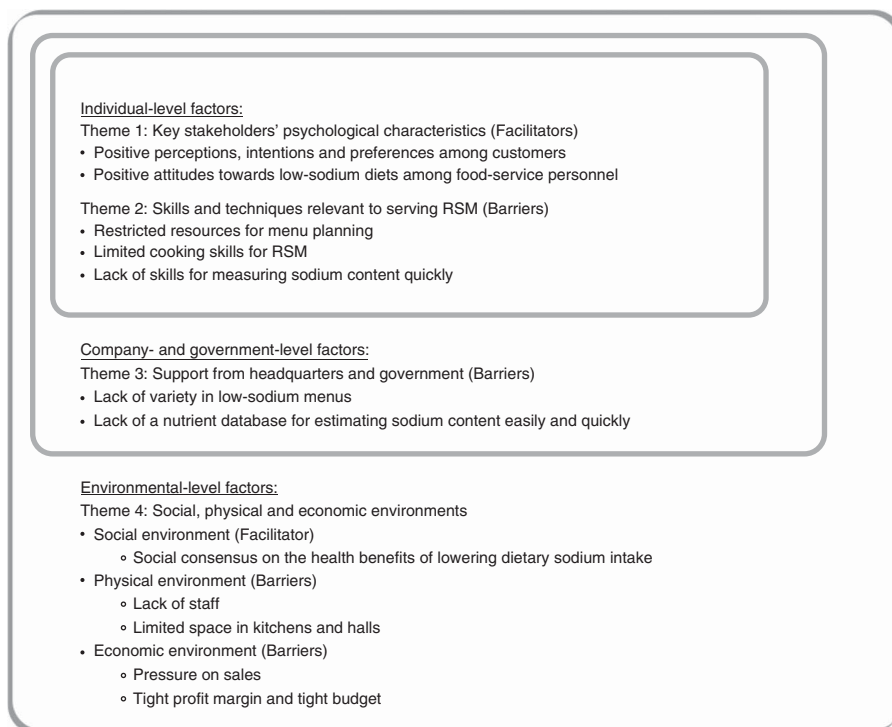 Individual-level factors:
Theme 1: Key stakeholders’ psychological characteristics (Facilitators)
• Positive perceptions, intentions and preferences among customers
• Positive attitudes towards low-sodium diets among food-service personnel
Theme 2: Skills and techniques relevant to serving RSM (Barriers)
• Restricted resources for menu planning
• Limited cooking skills for RSM
• Lack of skills for measuring sodium content quickly
Company- and government-level factors:
Theme 3: Support from headquarters and government (Barriers)
• Lack of variety in low-sodium menus
• Lack of a nutrient database for estimating sodium content easily and quickly
Environmental-level factors:
Theme 4: Social, physical and economic environments
• Social environment (Facilitator)
∘ Social consensus on the health benefits of lowering dietary sodium intake
• Physical environment (Barriers)
∘ Lack of staff
∘ Limited space in kitchens and halls
• Economic environment (Barriers)
∘ Pressure on sales
∘ Tight profit margin and tight budget